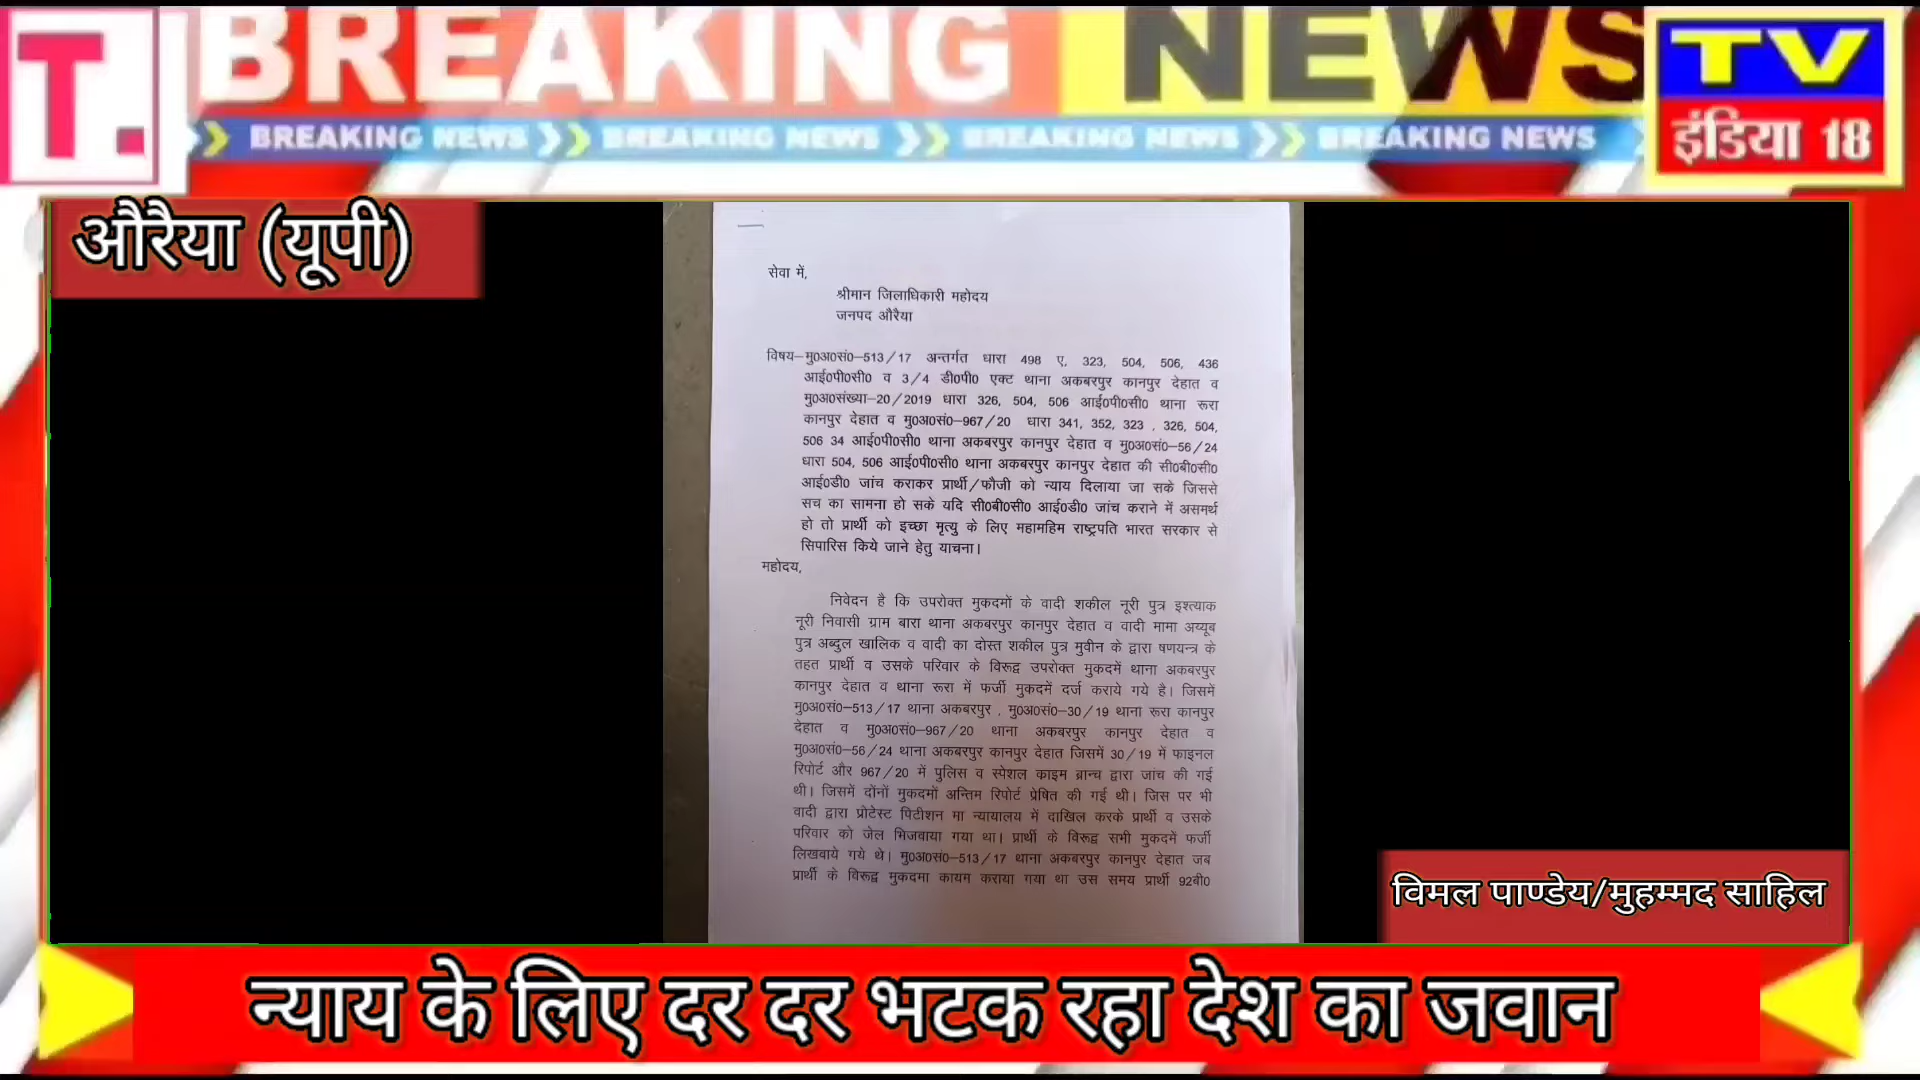 T.
BREAKING NEWS
BREAKING NEWS BREAKING NEWS BREAKING NEWS BREAKING NEWS
TV
इंडिया 18
औरैया (यूपी)
सेवा में,
श्रीमान जिलाधिकारी महोदय
जनपद औरैया
विषय–मु0अ0सं0–513/17 अन्तर्गत धारा 498 ए, 323, 504, 506, 436
आई0पी0सी0 व 3/4 डी0पी0 एक्ट थाना अकबरपुर कानपुर देहात व
मु0अ0संख्या–20/2019 धारा 326, 504, 506 आई0पी0सी0 थाना रूरा
कानपुर देहात व मु0अ0सं0–967/20 धारा 341, 352, 323 , 326, 504,
506 34 आई0पी0सी0 थाना अकबरपुर कानपुर देहात व मु0अ0सं0–56/24
धारा 504, 506 आई0पी0सी0 थाना अकबरपुर कानपुर देहात की सी0बी0सी0
आई0डी0 जांच कराकर प्रार्थी/फौजी को न्याय दिलाया जा सके जिससे
सच का सामना हो सके यदि सी0बी0सी0 आई0डी0 जांच कराने में असमर्थ
हो तो प्रार्थी को इच्छा मृत्यु के लिए महामहिम राष्ट्रपति भारत सरकार से
सिपारिस किये जाने हेतु याचना।
महोदय,
निवेदन है कि उपरोक्त मुकदमों के वादी शकील नूरी पुत्र इश्त्याक
नूरी निवासी ग्राम बारा थाना अकबरपुर कानपुर देहात व वादी मामा अय्यूब
पुत्र अब्दुल खालिक व वादी का दोस्त शकील पुत्र मुवीन के द्वारा षणयन्त्र के
तहत प्रार्थी व उसके परिवार के विरूद्व उपरोक्त मुकदमें थाना अकबरपुर
कानपुर देहात व थाना रूरा में फर्जी मुकदमें दर्ज कराये गये है। जिसमें
मु0अ0सं0–513/17 थाना अकबरपुर , मु0अ0सं0–30/19 थाना रूरा कानपुर
देहात व मु0अ0सं0–967/20 थाना अकबरपुर कानपुर देहात व
मु0अ0सं0–56/24 थाना अकबरपुर कानपुर देहात जिसमें 30/19 में फाइनल
रिपोर्ट और 967/20 में पुलिस व स्पेशल काइम ब्रान्च द्वारा जांच की गई
थी। जिसमें दोंनों मुकदमों अन्तिम रिपोर्ट प्रेषित की गई थी। जिस पर भी
वादी द्वारा प्रोटेस्ट पिटीशन मा न्यायालय में दाखिल करके प्रार्थी व उसके
परिवार को जेल भिजवाया गया था। प्रार्थी के विरूद्व सभी मुकदमें फर्जी
लिखवाये गये थे। मु0अ0सं0–513/17 थाना अकबरपुर कानपुर देहात जब
प्रार्थी के विरूद्व मुकदमा कायम कराया गया था उस समय प्रार्थी 92बी0
विमल पाण्डेय/मुहम्मद साहिल
न्याय के लिए दर दर भटक रहा देश का जवान